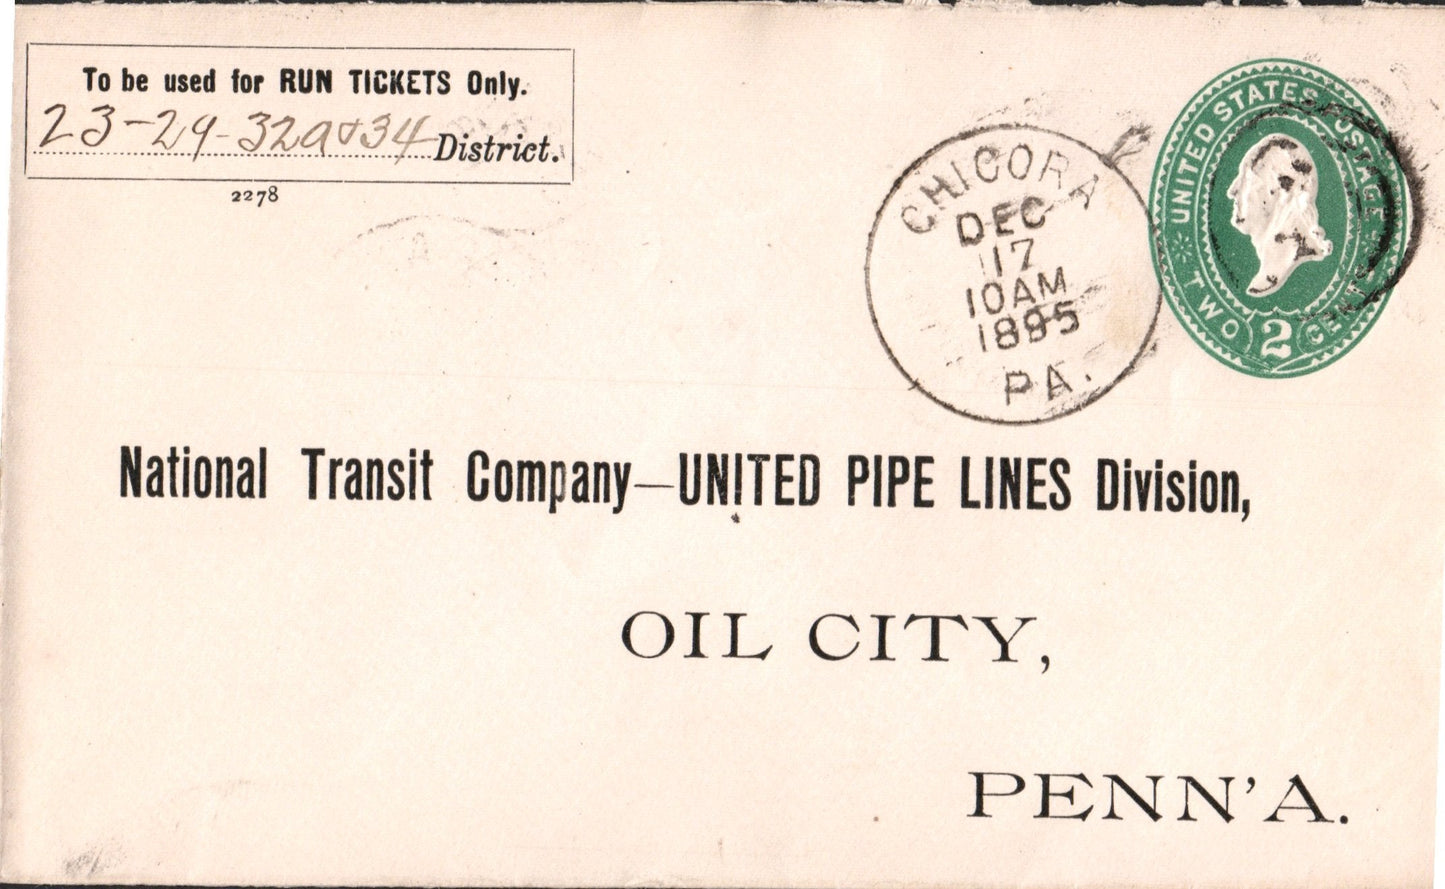 To be used for RUN TICKETS Only.
23-29-32a&34 District.
2278
CHICORA
DEC
17
10AM
1895
PA.
UNITED STATES POSTAGE
TWO 2 CENTS
National Transit Company—UNITED PIPE LINES Division,
OIL CITY,
PENN'A.